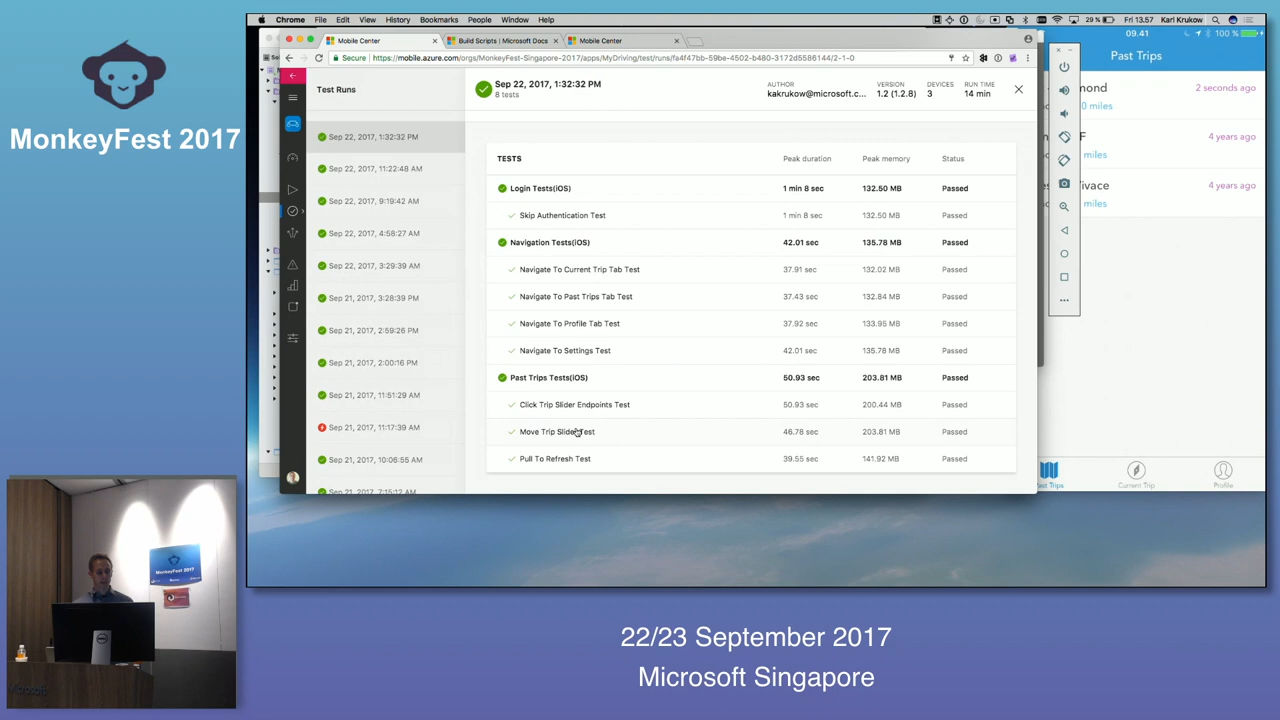 MonkeyFest 2017
Chrome File Edit View History Bookmarks People Window Help
29 % Fri 13.57 Karl Krukow
Mobile Center
Build Scripts | Microsoft Docs
Mobile Center
Secure https://mobile.azure.com/orgs/MonkeyFest-Singapore-2017/apps/MyDriving/test/runs/fa4f47bb-59be-4502-b480-3172d5586144/2-1-0
Test Runs
Sep 22, 2017, 1:32:32 PM
Sep 22, 2017, 11:22:48 AM
Sep 22, 2017, 9:19:42 AM
Sep 22, 2017, 4:58:27 AM
Sep 22, 2017, 3:29:39 AM
Sep 21, 2017, 3:28:39 PM
Sep 21, 2017, 2:59:26 PM
Sep 21, 2017, 2:00:16 PM
Sep 21, 2017, 11:51:29 AM
Sep 21, 2017, 11:17:39 AM
Sep 21, 2017, 10:06:55 AM
Sep 21, 2017, 7:15:12 AM
Sep 22, 2017, 1:32:32 PM
8 tests
AUTHOR VERSION DEVICES RUN TIME
kakrukow@microsoft.c... 1.2 (1.2.8) 3 14 min
TESTS Peak duration Peak memory Status
Login Tests(iOS) 1 min 8 sec 132.50 MB Passed
Skip Authentication Test 1 min 8 sec 132.50 MB Passed
Navigation Tests(iOS) 42.01 sec 135.78 MB Passed
Navigate To Current Trip Tab Test 37.91 sec 132.02 MB Passed
Navigate To Past Trips Tab Test 37.43 sec 132.84 MB Passed
Navigate To Profile Tab Test 37.92 sec 133.95 MB Passed
Navigate To Settings Test 42.01 sec 135.78 MB Passed
Past Trips Tests(iOS) 50.93 sec 203.81 MB Passed
Click Trip Slider Endpoints Test 50.93 sec 200.44 MB Passed
Move Trip Slider Test 46.78 sec 203.81 MB Passed
Pull To Refresh Test 39.55 sec 141.92 MB Passed
09.41 100 %
Past Trips
mond 2 seconds ago
0 miles
F 4 years ago
miles
ivace 4 years ago
miles
Past Trips Current Trip Profile
MonkeyFest 2017
Microsoft
22/23 September 2017
Microsoft Singapore